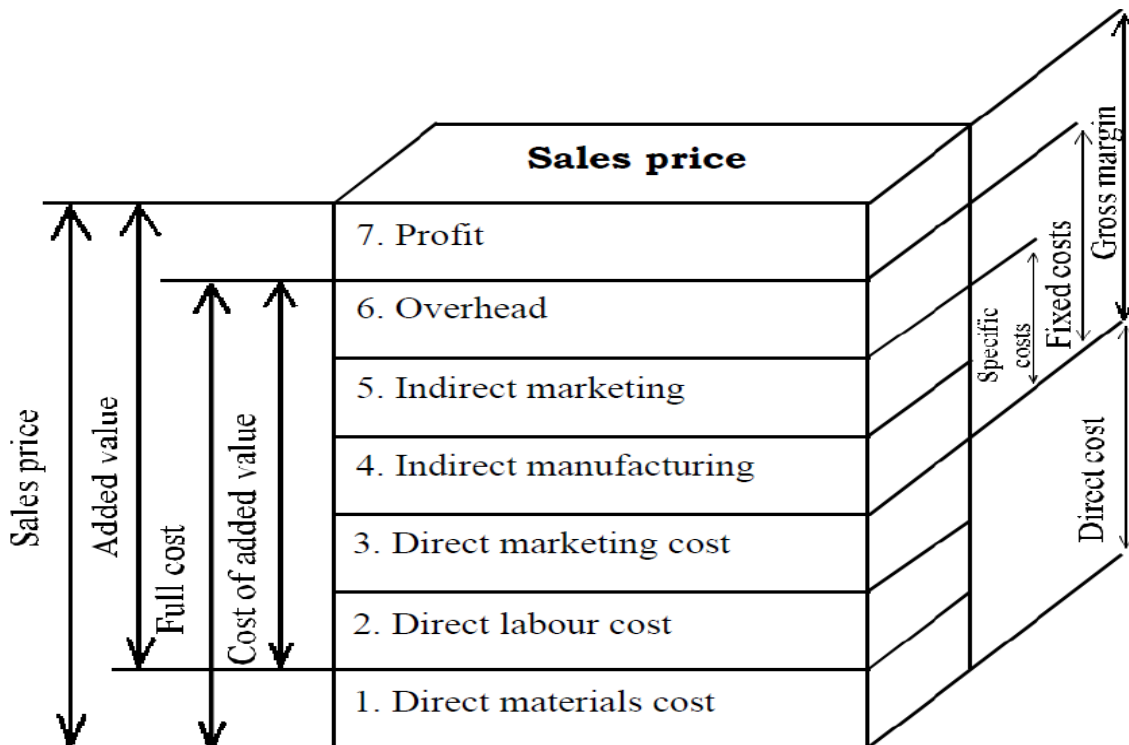 Sales price
7. Profit
6. Overhead
5. Indirect marketing
4. Indirect manufacturing
3. Direct marketing cost
2. Direct labour cost
1. Direct materials cost
Sales price
Added value
Full cost
Cost of added value
Specific
costs
Fixed costs
Gross margin
Direct cost